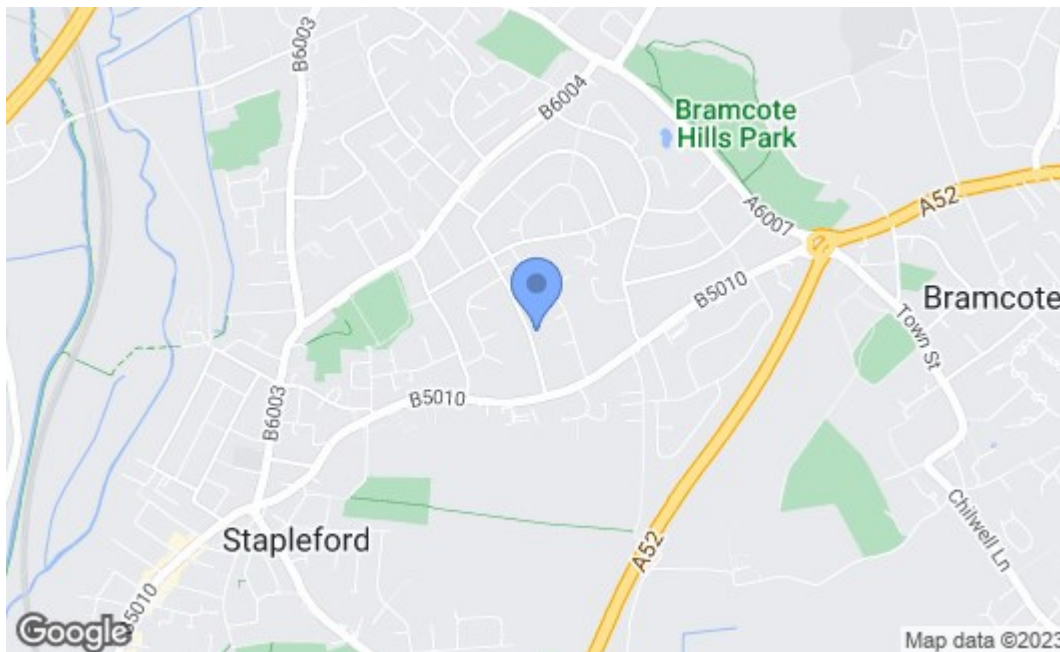 B6003
B6004
Bramcote
Hills Park
A6007
A52
B5010
Bramcote
Town St
B5010
B6003
Chilwell Ln
Stapleford
A52
B5010
Google
Map data ©2023